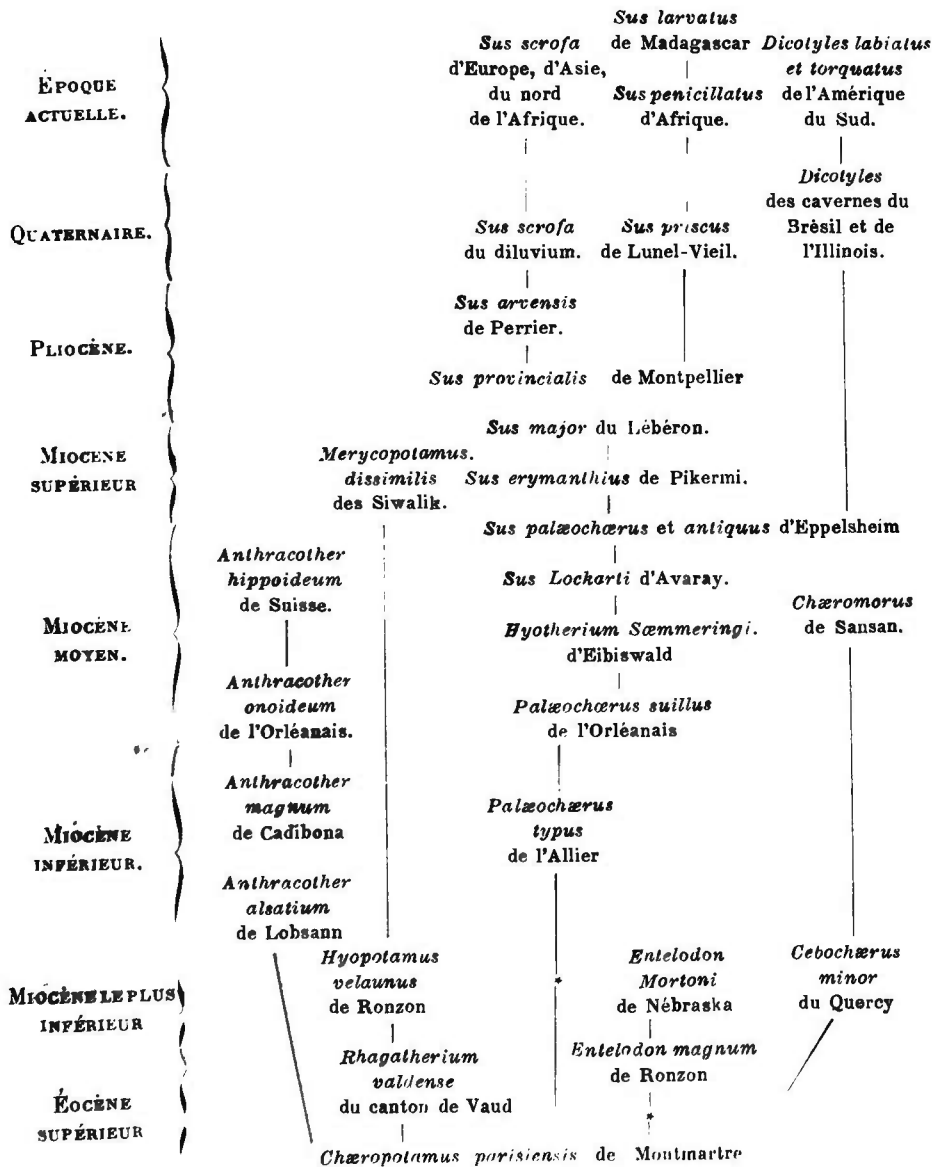 ÉPOQUE
ACTUELLE.
Sus scrofa
d'Europe, d'Asie,
du nord
de l'Afrique.
Sus larvatus
de Madagascar
Sus penicillatus
d'Afrique.
Dicotyles labiatus
et torquatus
de l'Amérique
du Sud.
QUATERNAIRE.
Sus scrofa
du diluvium.
Sus priscus
de Lunel-Vieil.
Dicotyles
des cavernes du
Brésil et de
l'Illinois.
PLIOCÈNE.
Sus arvensis
de Perrier.
Sus provincialis de Montpellier
MIOCENE
SUPÉRIEUR
Merycopotamus.
dissimilis
des Siwalik.
Sus major du Lébéron.
Sus erymanthius de Pikermi.
Sus palæochœrus et antiquus d'Eppelsheim
MIOCÈNE
MOYEN.
Anthracother
hippoideum
de Suisse.
Anthracother
onoideum
de l'Orléanais.
Sus Lockarti d'Avaray.
Hyotherium Sœmmeringi.
d'Eibiswald
Palæochœrus suillus
de l'Orléanais
Chæromorus
de Sansan.
MIOCÈNE
INFÉRIEUR.
Anthracother
magnum
de Cadibona
Anthracother
alsatium
de Lobsann
Palæochærus
typus
de l'Allier
MIOCÈNE LE PLUS
INFÉRIEUR
Hyopotamus
velaunus
de Ronzon
Entelodon
Mortoni
de Nébraska
Cebochærus
minor
du Quercy
ÉOCÈNE
SUPÉRIEUR
Rhagatherium
valdense
du canton de Vaud
Entelodon magnum
de Ronzon
Chæropotamus parisiensis de Montmartre